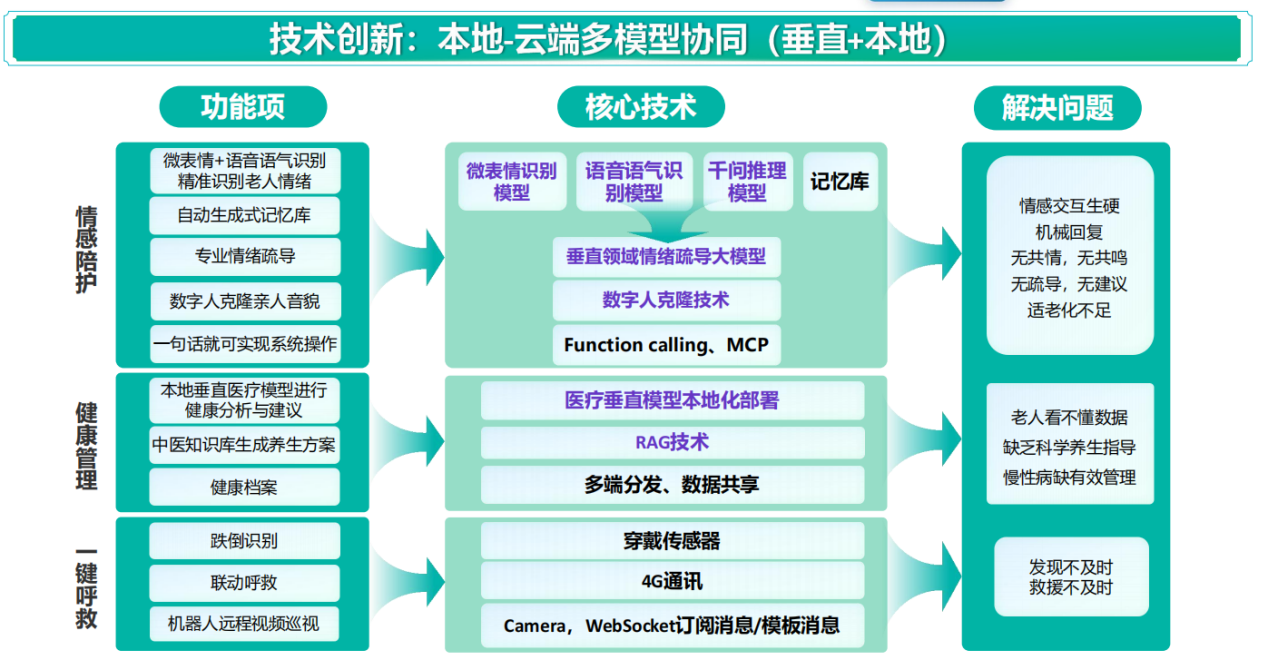 技术创新：本地-云端多模型协同（垂直+本地）
功能项
核心技术
解决问题
情感陪护
微表情+语音语气识别
精准识别老人情绪
自动生成式记忆库
专业情绪疏导
数字人克隆亲人音貌
一句话就可实现系统操作
微表情识别
模型
语音语气识
别模型
千问推理
模型
记忆库
垂直领域情绪疏导大模型
数字人克隆技术
Function calling、MCP
情感交互生硬
机械回复
无共情，无共鸣
无疏导，无建议
适老化不足
健康管理
本地垂直医疗模型进行
健康分析与建议
中医知识库生成养生方案
健康档案
医疗垂直模型本地化部署
RAG技术
多端分发、数据共享
老人看不懂数据
缺乏科学养生指导
慢性病缺有效管理
一键呼救
跌倒识别
联动呼救
机器人远程视频巡视
穿戴传感器
4G通讯
Camera，WebSocket订阅消息/模板消息
发现不及时
救援不及时